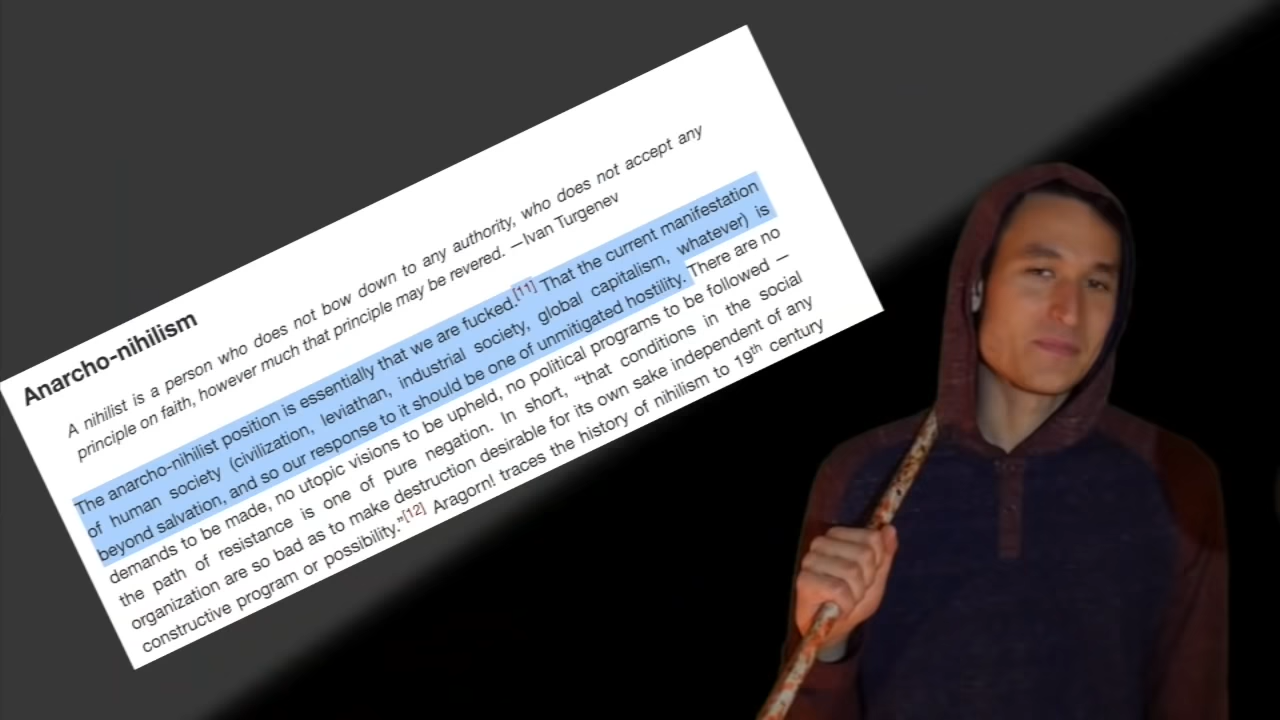 Anarcho-nihilism
A nihilist is a person who does not bow down to any authority, who does not accept any
principle on faith, however much that principle may be revered. —Ivan Turgenev
The anarcho-nihilist position is essentially that we are fucked.[11] That the current manifestation
of human society (civilization, leviathan, industrial society, global capitalism, whatever) is
beyond salvation, and so our response to it should be one of unmitigated hostility. There are no
demands to be made, no utopic visions to be upheld, no political programs to be followed —
the path of resistance is one of pure negation. In short, “that conditions in the social
organization are so bad as to make destruction desirable for its own sake independent of any
constructive program or possibility.”[12] Aragorn! traces the history of nihilism to 19th century